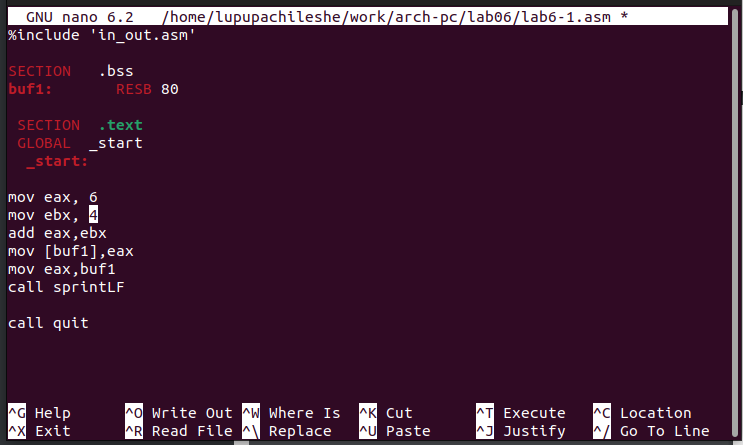 GNU nano 6.2 /home/lupupachileshe/work/arch-pc/lab06/lab6-1.asm *
%include 'in_out.asm'
SECTION .bss
buf1: RESB 80
SECTION .text
GLOBAL _start
_start:
mov eax, 6
mov ebx, 4
add eax,ebx
mov [buf1],eax
mov eax,buf1
call sprintLF
call quit
^G Help ^O Write Out ^W Where Is ^K Cut ^T Execute ^C Location
^X Exit ^R Read File ^\ Replace ^U Paste ^J Justify ^/ Go To Line